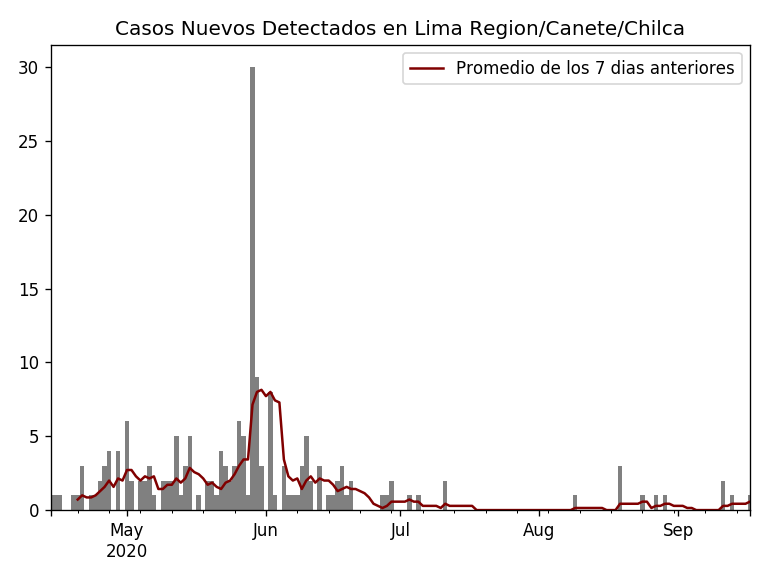 Casos Nuevos Detectados en Lima Region/Canete/Chilca
Promedio de los 7 dias anteriores
30
25
20
15
10
5
0
May
2020
Jun
Jul
Aug
Sep